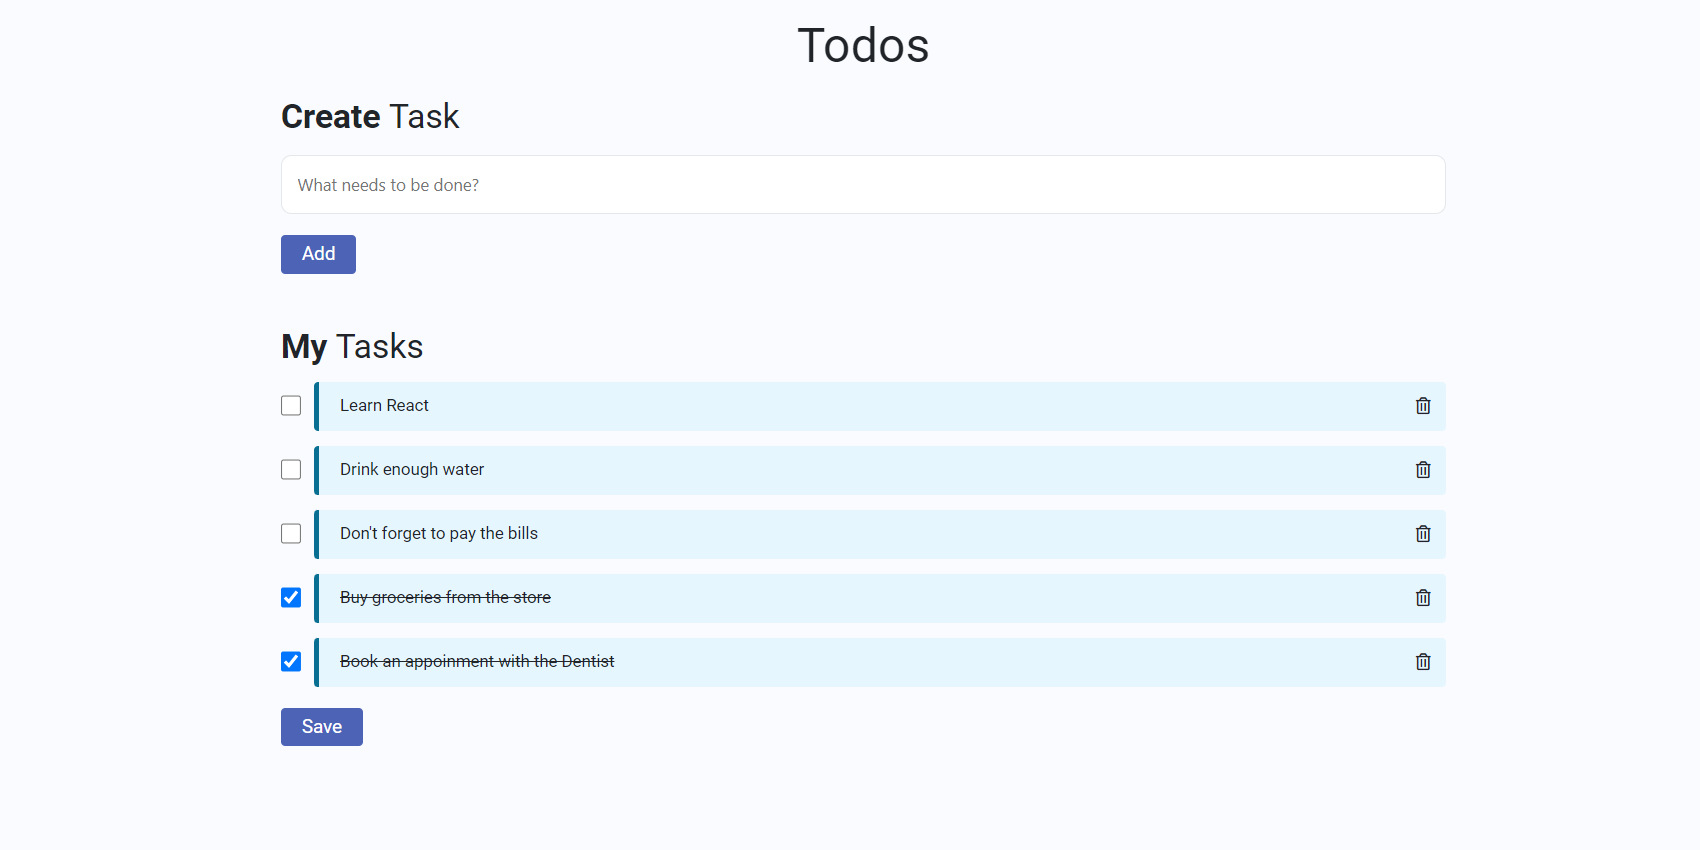 Todos
Create Task
What needs to be done?
Add
My Tasks
Learn React
Drink enough water
Don't forget to pay the bills
Buy groceries from the store
Book an appoinment with the Dentist
Save